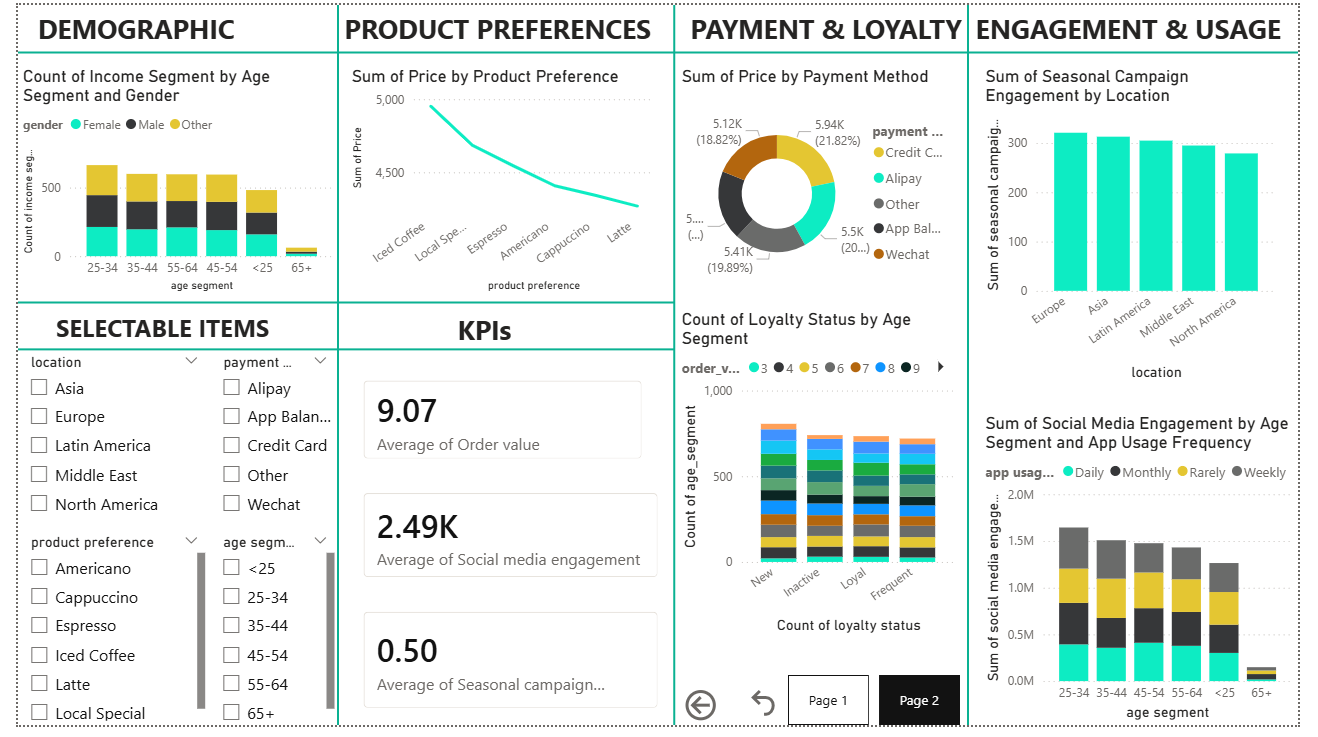 DEMOGRAPHIC
Count of Income Segment by Age
Segment and Gender
gender Female Male Other
Count of Income seg...
500
0
25-34 35-44 55-64 45-54 <25 65+
age segment
SELECTABLE ITEMS
location
Asia
Europe
Latin America
Middle East
North America
payment ...
Alipay
App Balan...
Credit Card
Other
Wechat
product preference
Americano
Cappuccino
Espresso
Iced Coffee
Latte
Local Special
age segm...
<25
25-34
35-44
45-54
55-64
65+
PRODUCT PREFERENCES
Sum of Price by Product Preference
Sum of Price
5,000
4,500
Iced Coffee
Local Spe...
Espresso
Americano
Cappuccino
Latte
product preference
KPIs
9.07
Average of Order value
2.49K
Average of Social media engagement
0.50
Average of Seasonal campaign...
PAYMENT & LOYALTY
Sum of Price by Payment Method
5.12K
(18.82%)
5.94K
(21.82%)
5....
(...)
5.41K
(19.89%)
5.5K
(20...)
payment ...
Credit C...
Alipay
Other
App Bal...
Wechat
Count of Loyalty Status by Age
Segment
order_v... 3 4 5 6 7 8 9
Count of age_segment
1,000
500
0
New
Inactive
Loyal
Frequent
Count of loyalty status
Page 1
Page 2
ENGAGEMENT & USAGE
Sum of Seasonal Campaign
Engagement by Location
Sum of seasonal campaig...
300
200
100
0
Europe
Asia
Latin America
Middle East
North America
location
Sum of Social Media Engagement by Age
Segment and App Usage Frequency
app usag... Daily Monthly Rarely Weekly
Sum of social media engage...
2.0M
1.5M
1.0M
0.5M
0.0M
25-34 35-44 45-54 55-64 <25 65+
age segment